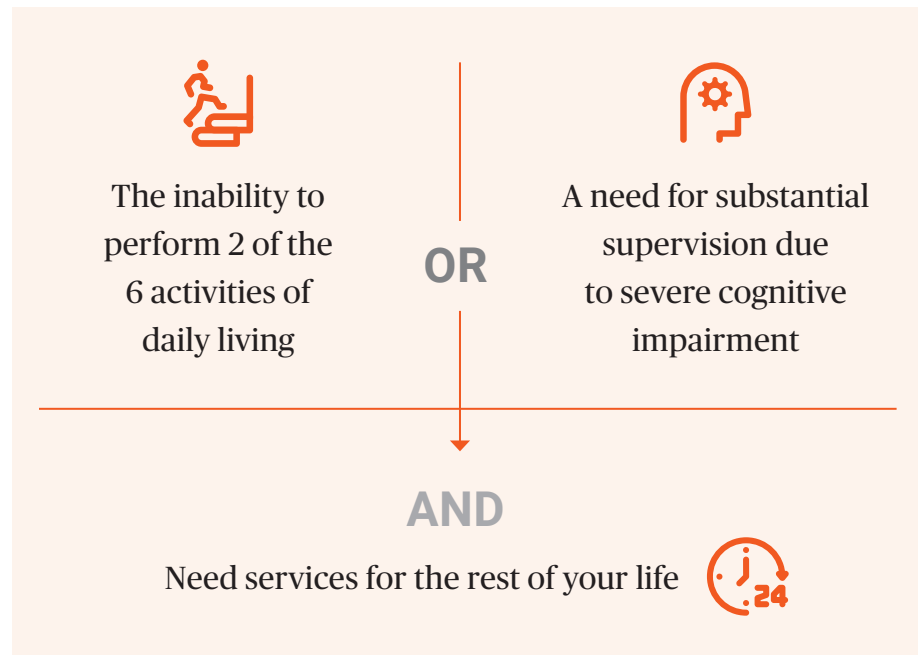 The inability to
perform 2 of the
6 activities of
daily living
OR
A need for substantial
supervision due
to severe cognitive
impairment
AND
Need services for the rest of your life
24